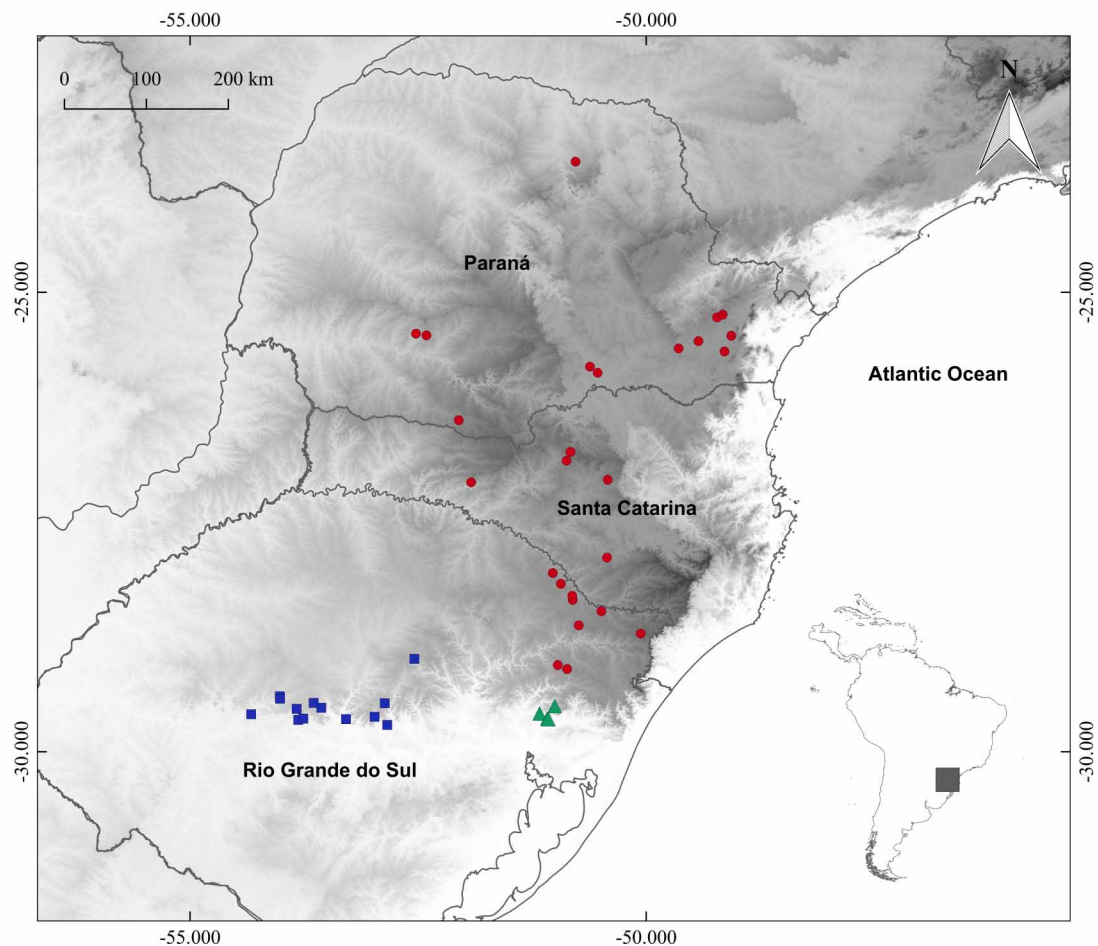 -55.000
-50.000
0
100
200 km
N
Paraná
-25.000
-25.000
Atlantic Ocean
Santa Catarina
-30.000
-30.000
Rio Grande do Sul
-55.000
-50.000